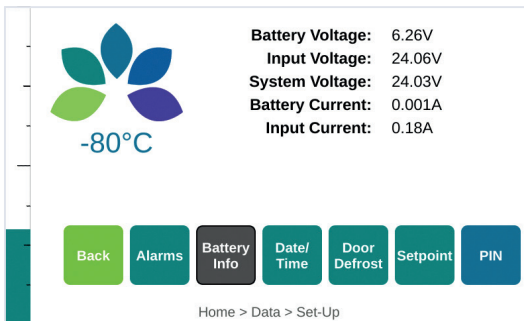 Battery Voltage: 6.26V
Input Voltage: 24.06V
System Voltage: 24.03V
Battery Current: 0.001A
Input Current: 0.18A
-80°C
Back
Alarms
Battery
Info
Date/
Time
Door
Defrost
Setpoint
PIN
Home > Data > Set-Up